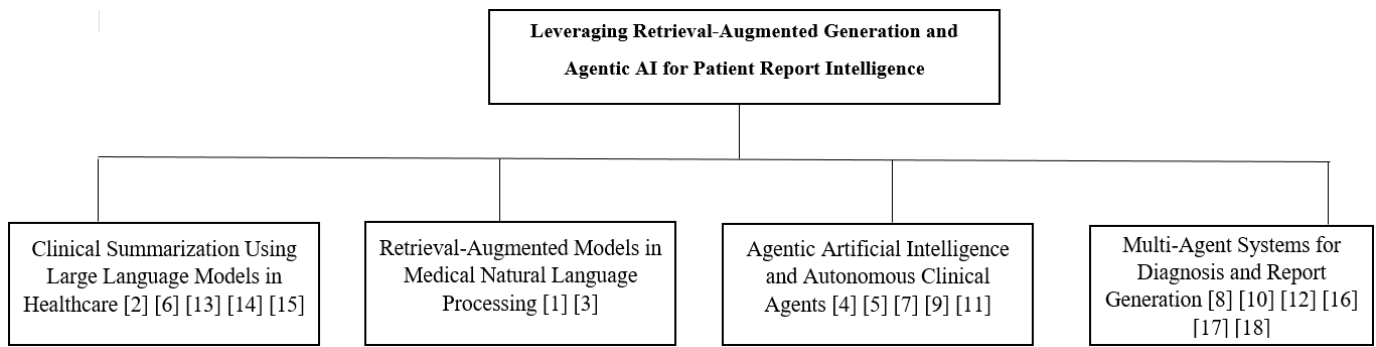 Leveraging Retrieval-Augmented Generation and
Agentic AI for Patient Report Intelligence
Clinical Summarization Using
Large Language Models in
Healthcare [2] [6] [13] [14] [15]
Retrieval-Augmented Models in
Medical Natural Language
Processing [1] [3]
Agentic Artificial Intelligence
and Autonomous Clinical
Agents [4] [5] [7] [9] [11]
Multi-Agent Systems for
Diagnosis and Report
Generation [8] [10] [12] [16]
[17] [18]